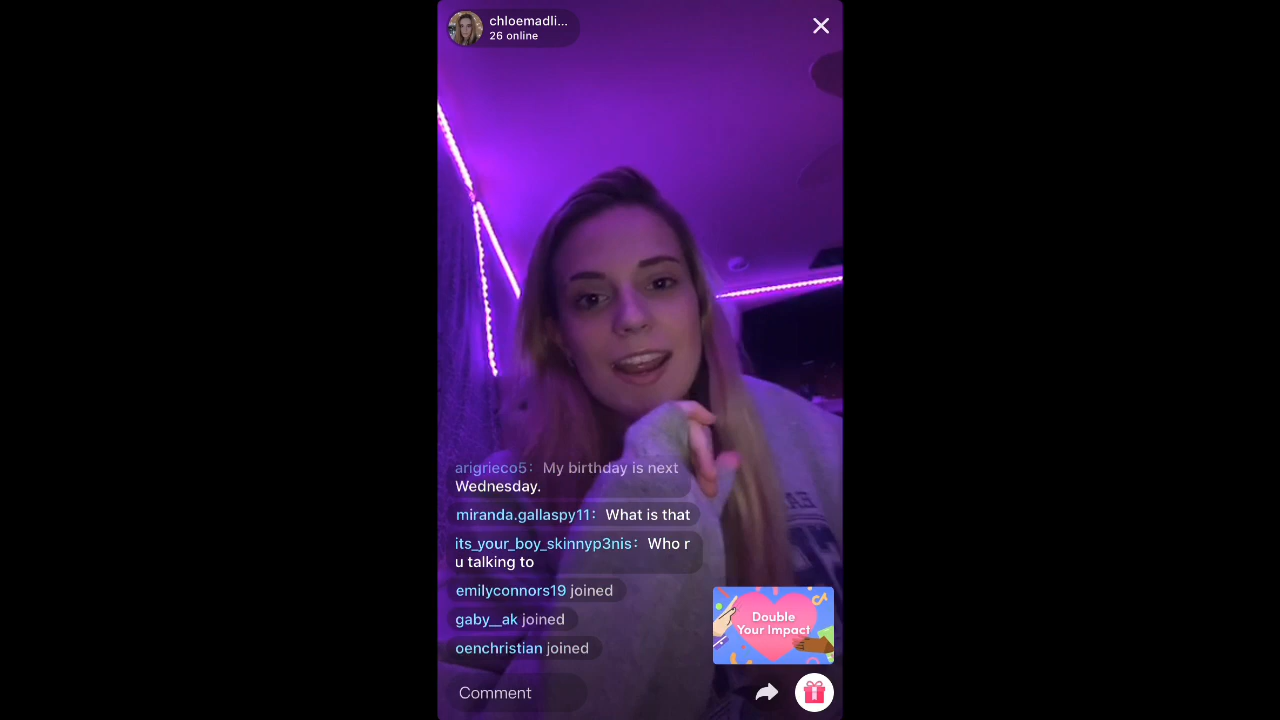 chloemadli...
26 online
arigrieco5: My birthday is next
Wednesday.
miranda.gallaspy11: What is that
its_your_boy_skinnyp3nis: Who r
u talking to
emilyconnors19 joined
gaby__ak joined
oenchristian joined
Double
Your Impact
Comment